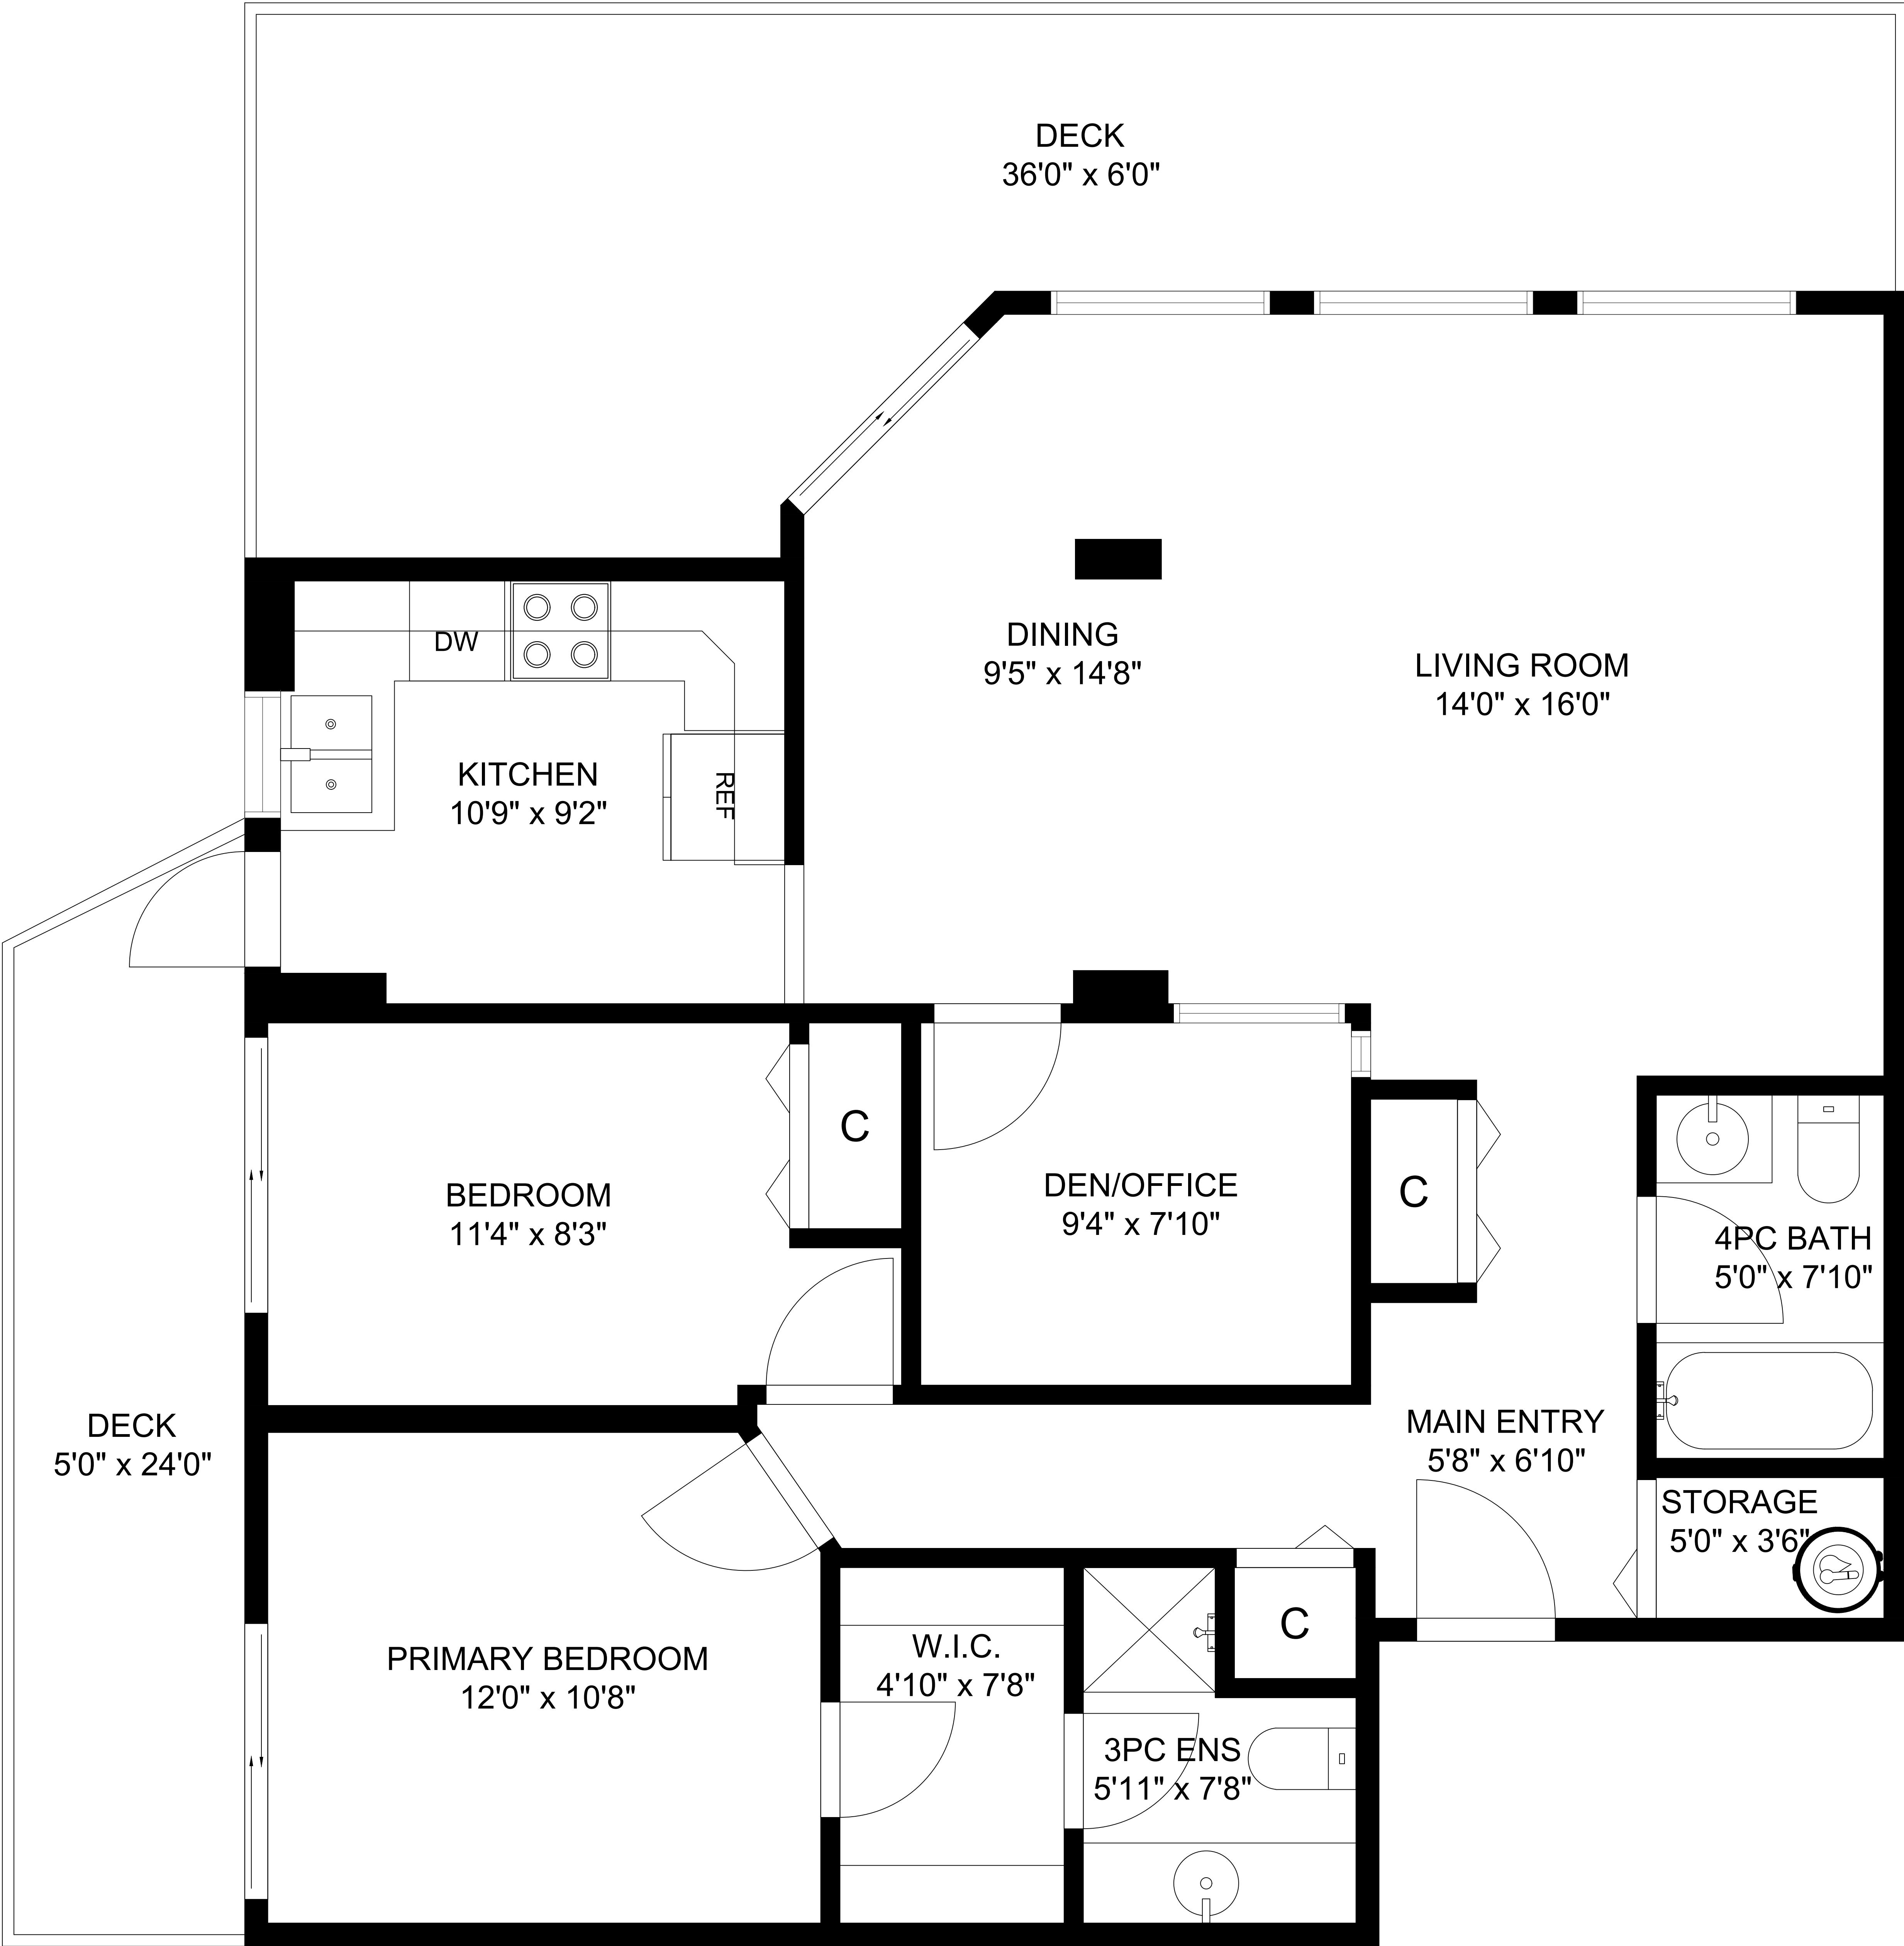 DECK
36'0" x 6'0"
DINING
9'5" x 14'8"
LIVING ROOM
14'0" x 16'0"
DW
KITCHEN
10'9" x 9'2"
REF
C
BEDROOM
11'4" x 8'3"
DEN/OFFICE
9'4" x 7'10"
C
4PC BATH
5'0" x 7'10"
DECK
5'0" x 24'0"
MAIN ENTRY
5'8" x 6'10"
STORAGE
5'0" x 3'6"
PRIMARY BEDROOM
12'0" x 10'8"
W.I.C.
4'10" x 7'8"
C
3PC ENS
5'11" x 7'8"